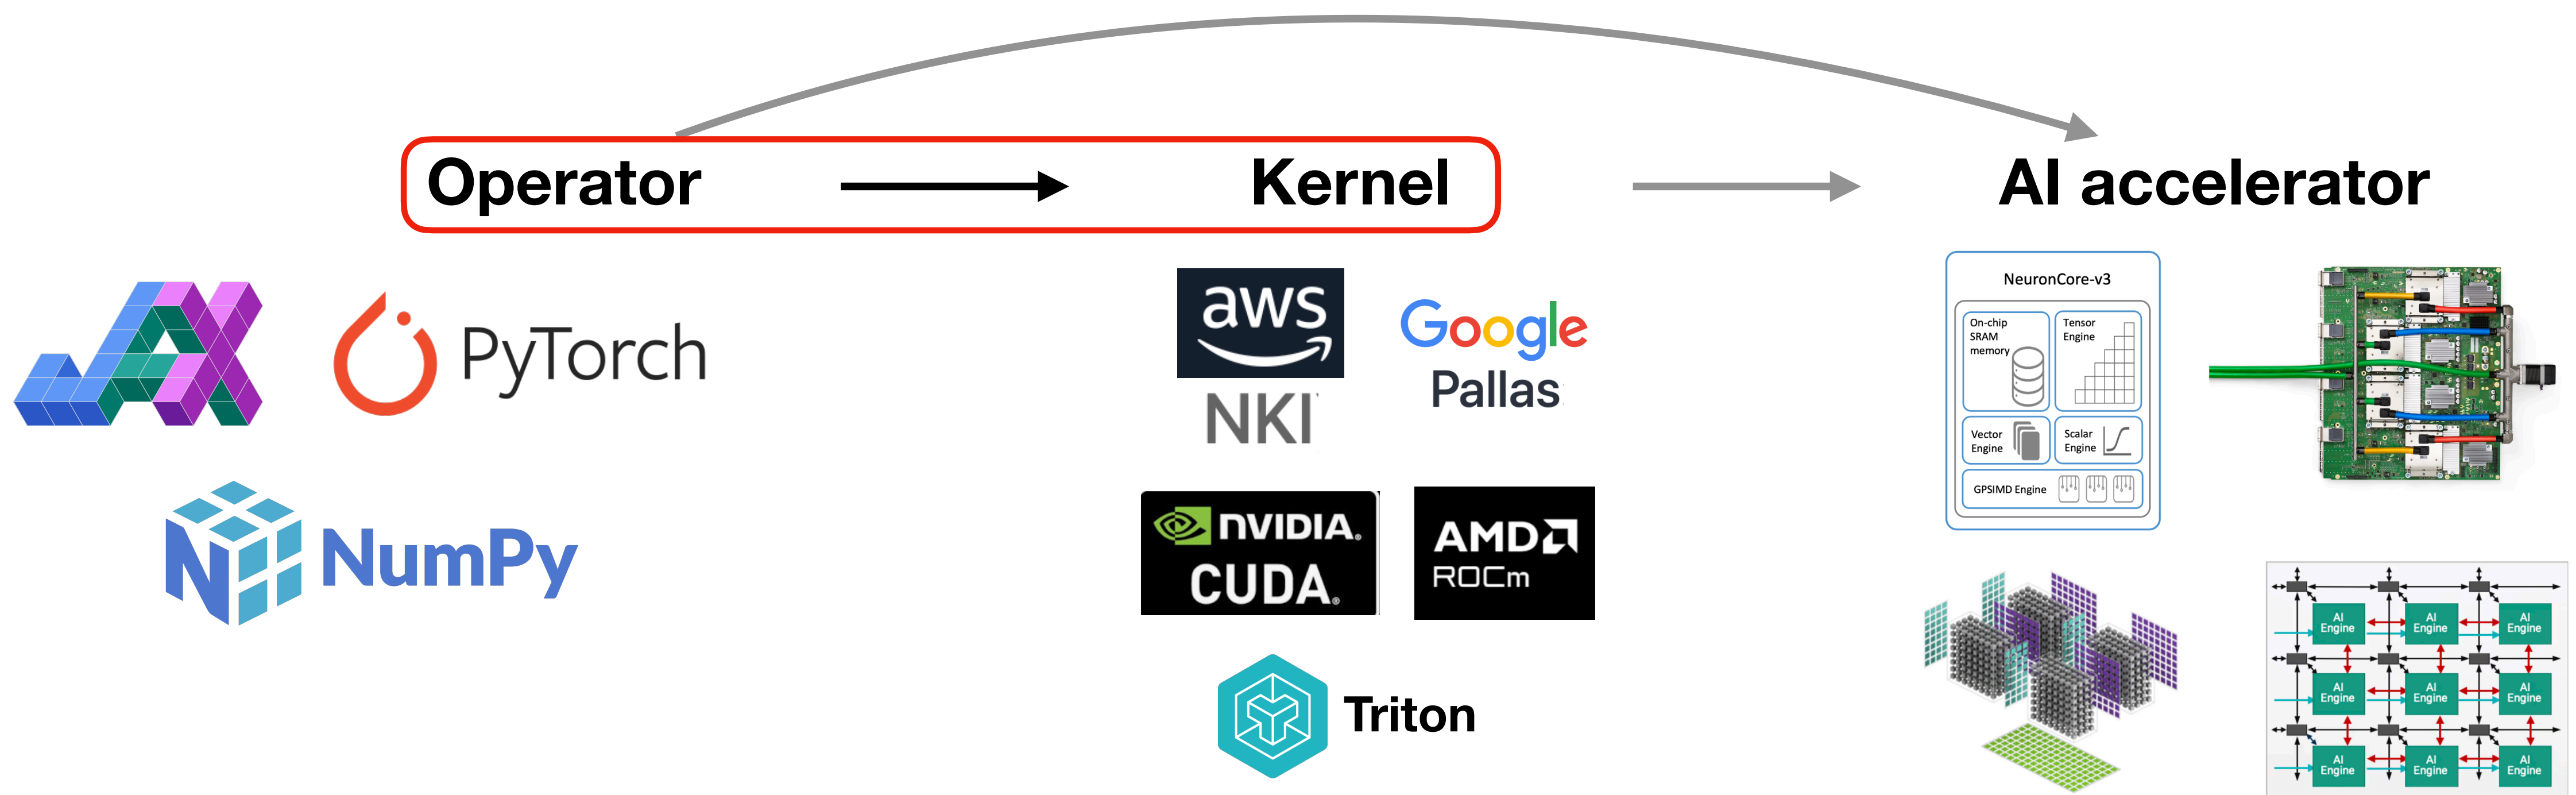 Operator
Kernel
AI accelerator
PyTorch
NumPy
aws
NKI
Google
Pallas
NVIDIA.
CUDA.
AMD
ROCm
Triton
NeuronCore-v3
On-chip
SRAM
memory
Tensor
Engine
Vector
Engine
Scalar
Engine
GPSIMD Engine
AI
Engine
AI
Engine
AI
Engine
AI
Engine
AI
Engine
AI
Engine
AI
Engine
AI
Engine
AI
Engine